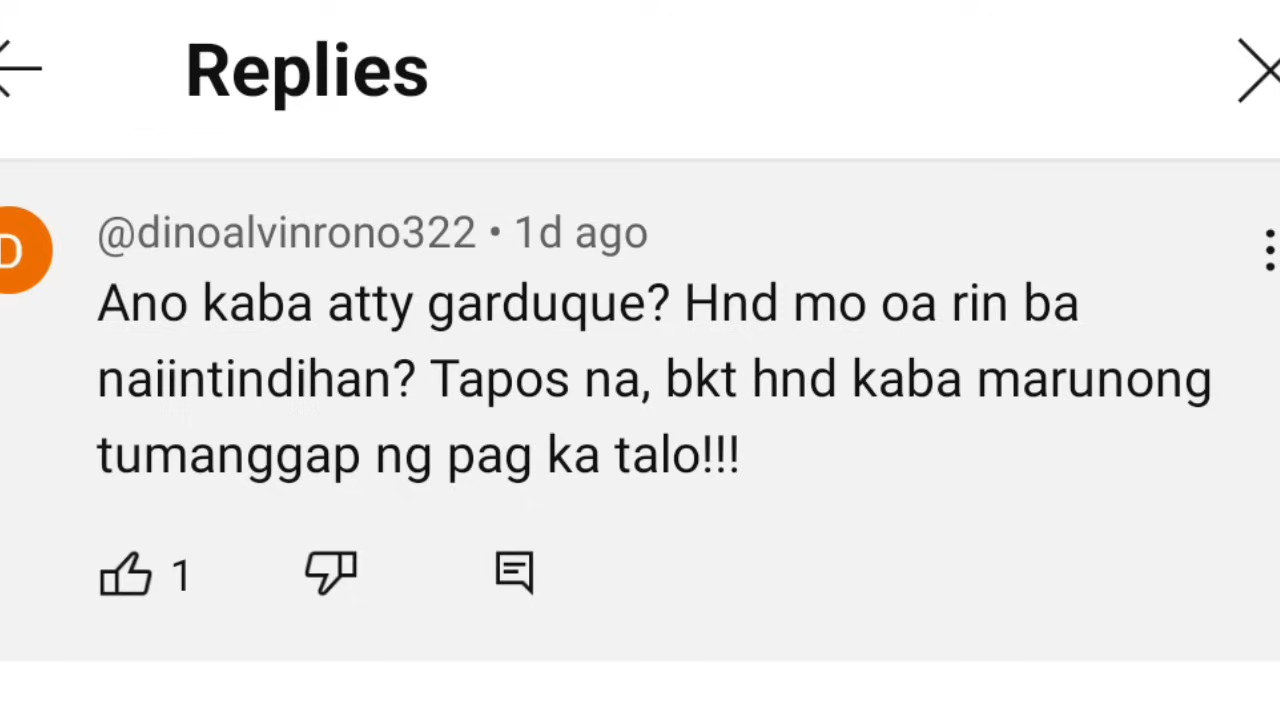 Replies
D
@dinoalvinrono322 • 1d ago
Ano kaba atty garduque? Hnd mo oa rin ba
naiintindihan? Tapos na, bkt hnd kaba marunong
tumanggap ng pag ka talo!!!
1